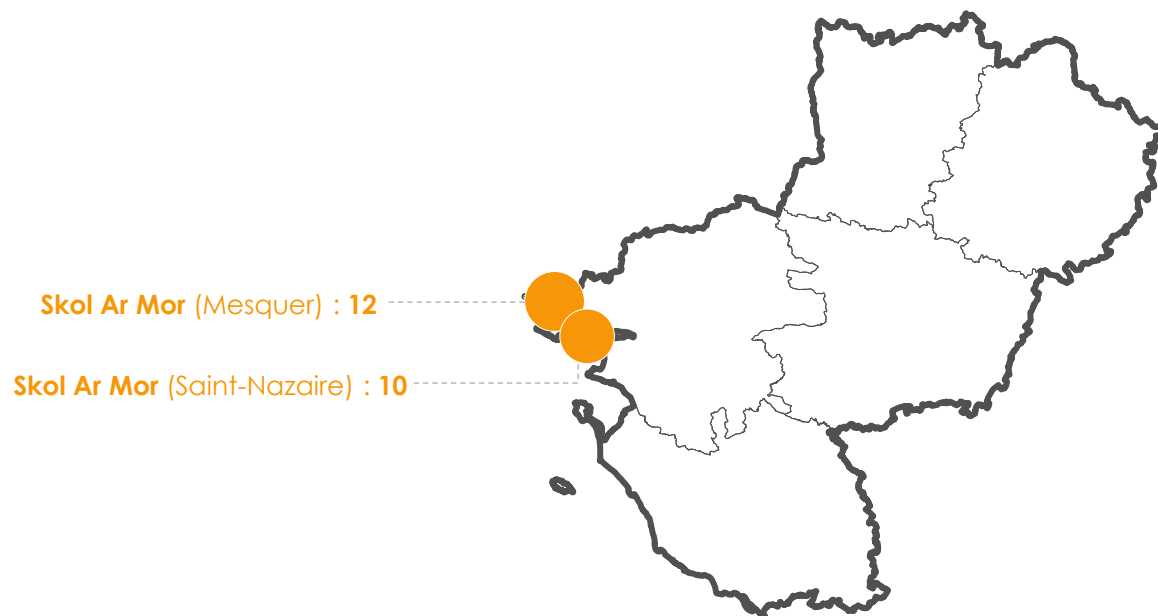 Skol Ar Mor (Mesquer) : 12
Skol Ar Mor (Saint-Nazaire) : 10